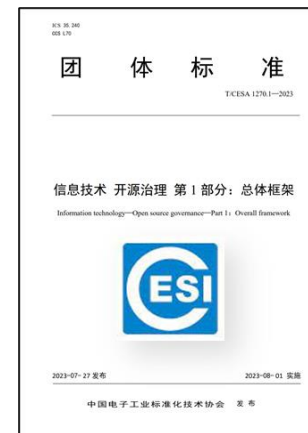 ICS 35.240
CCS L70
团 体 标 准
T/CESA 1270.1—2023
信息技术 开源治理 第 1 部分：总体框架
Information technology—Open source governance—Part 1: Overall framework
CESI
2023-07-27 发布 2023-08-01 实施
中国电子工业标准化技术协会 发 布